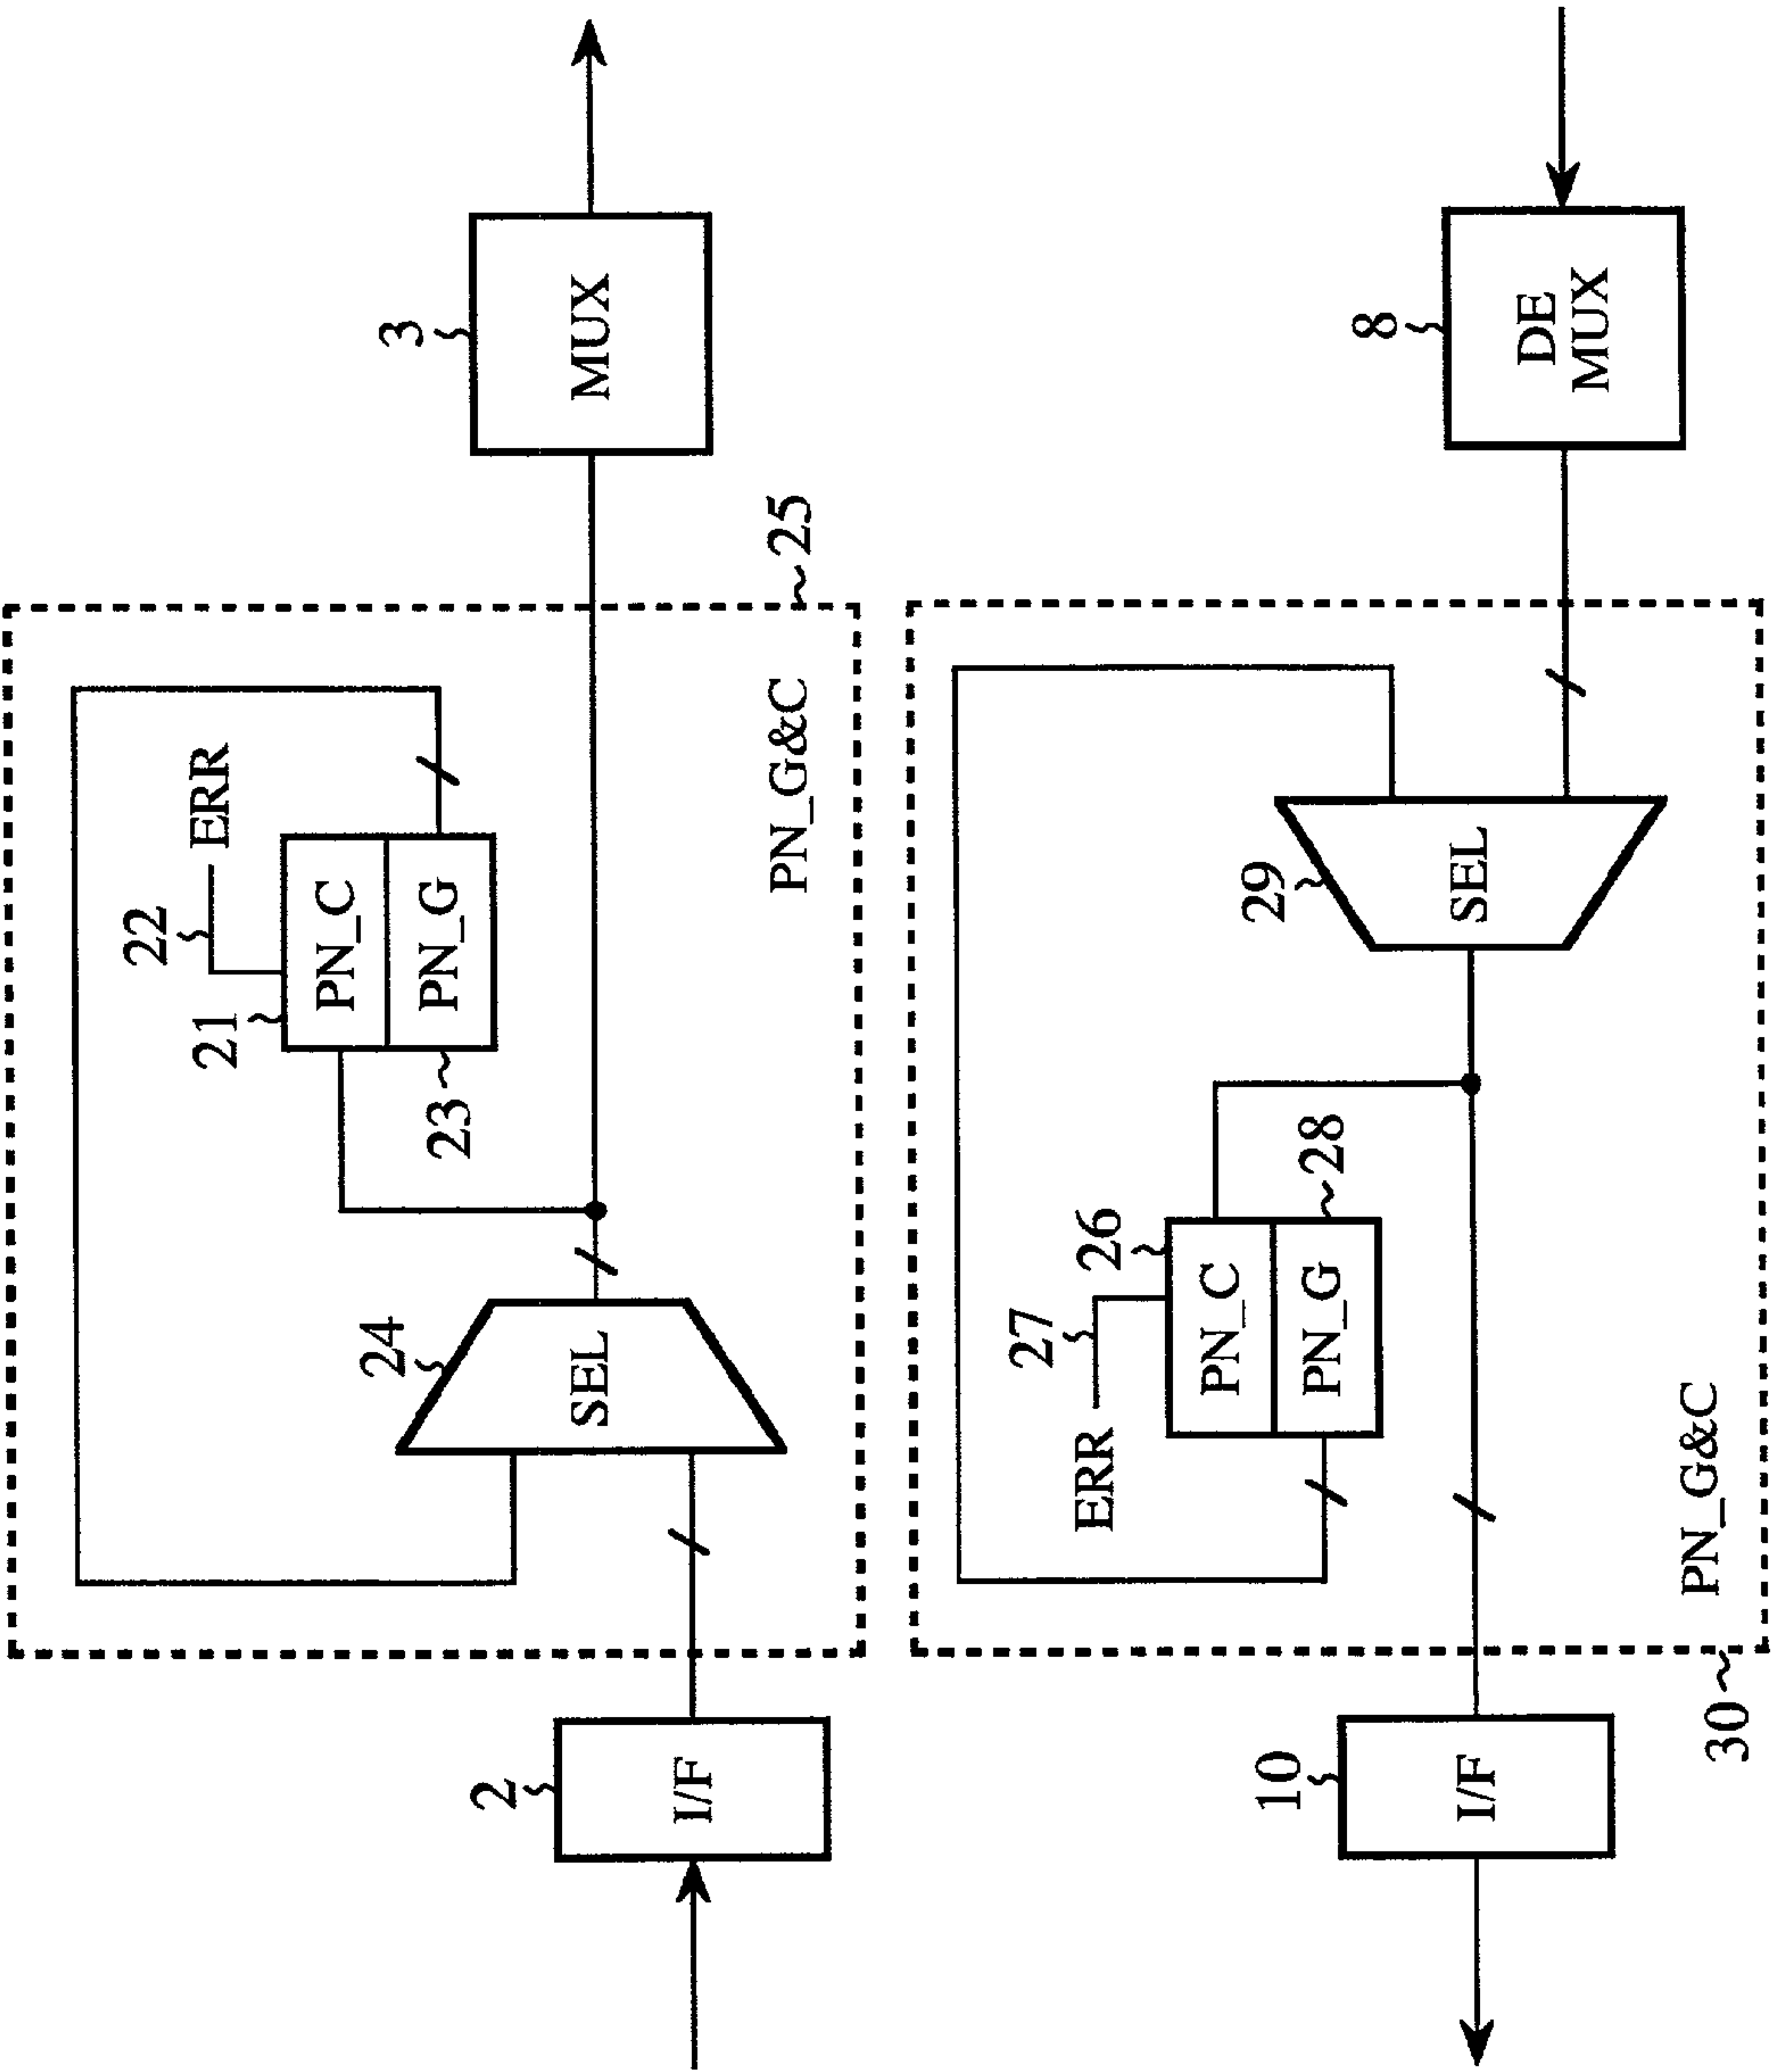 2
I/F
24
SEL
21
22
ERR
PN_C
PN_G
23
PN_G&C
25
3
MUX
10
I/F
30
PN_G&C
ERR
27
26
PN_C
PN_G
28
29
SEL
8
DE
MUX